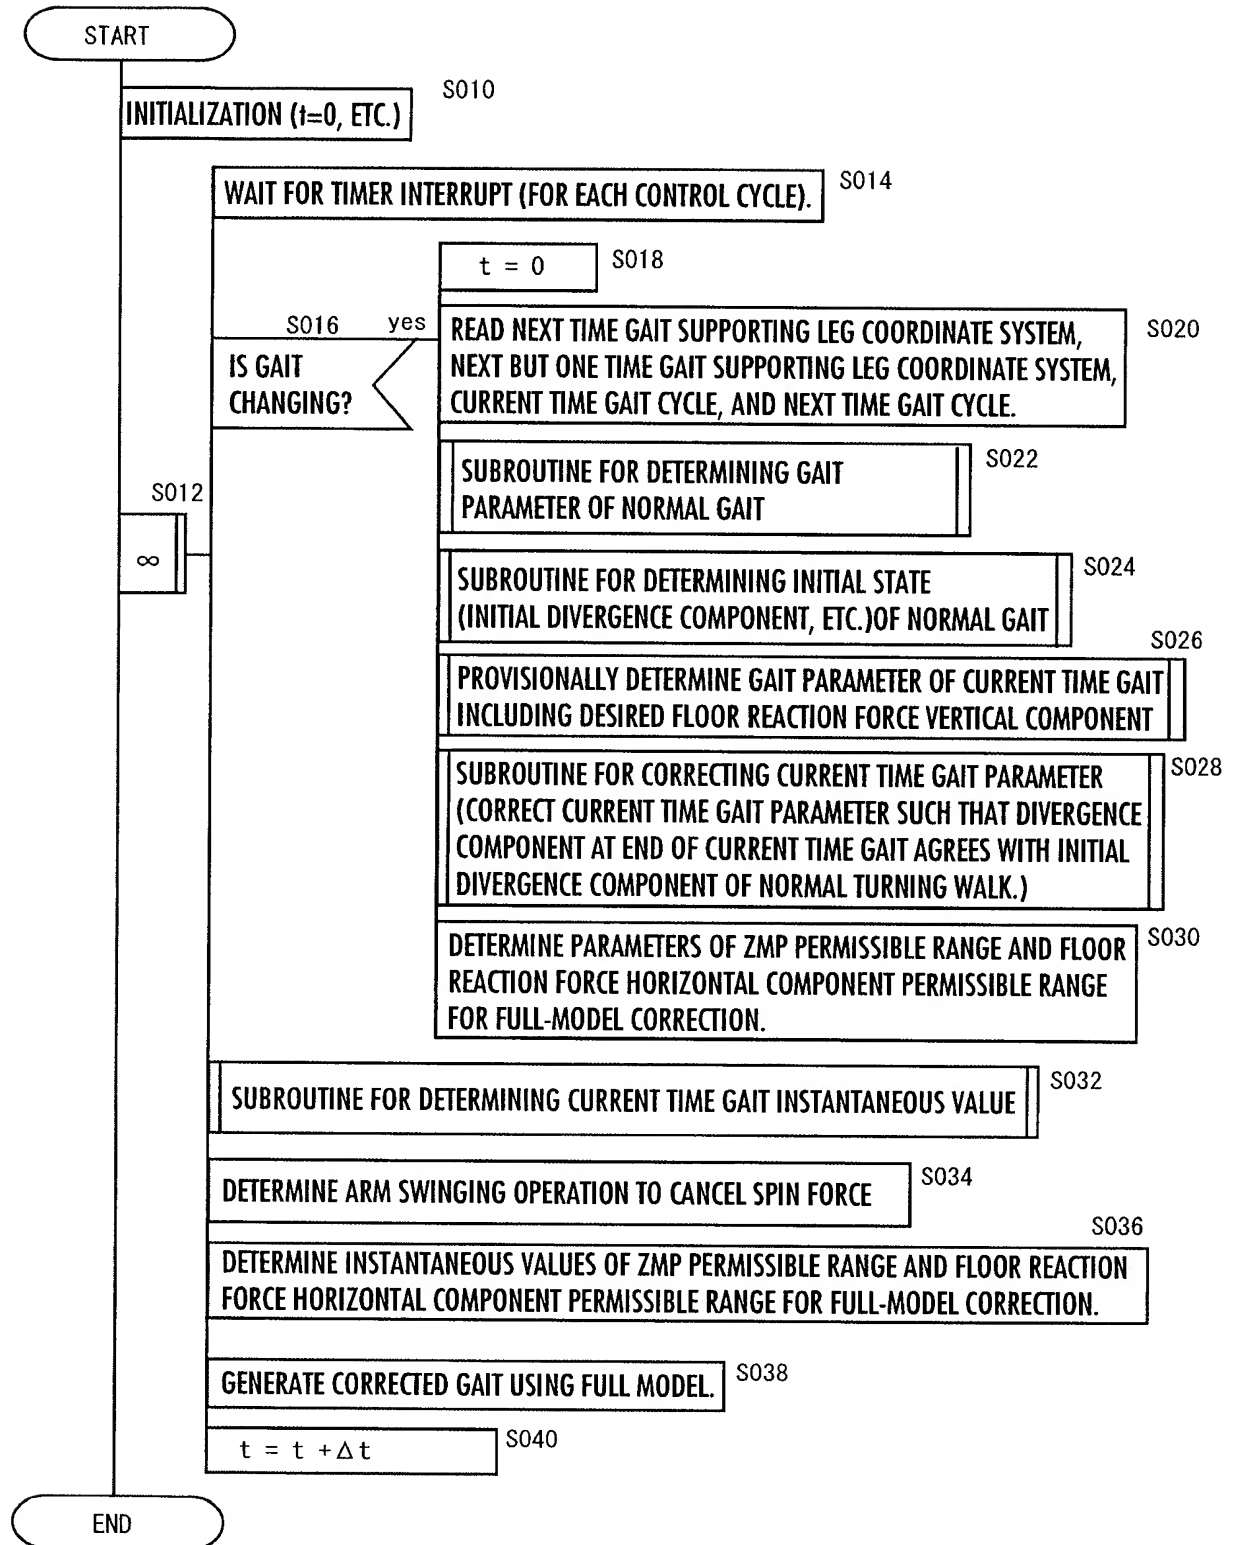 START
S010
INITIALIZATION (t=0, ETC.)
S014
WAIT FOR TIMER INTERRUPT (FOR EACH CONTROL CYCLE).
t = 0
S018
S016
yes
IS GAIT
CHANGING?
READ NEXT TIME GAIT SUPPORTING LEG COORDINATE SYSTEM,
NEXT BUT ONE TIME GAIT SUPPORTING LEG COORDINATE SYSTEM,
CURRENT TIME GAIT CYCLE, AND NEXT TIME GAIT CYCLE.
S020
SUBROUTINE FOR DETERMINING GAIT
PARAMETER OF NORMAL GAIT
S022
S012
∞
SUBROUTINE FOR DETERMINING INITIAL STATE
(INITIAL DIVERGENCE COMPONENT, ETC.)OF NORMAL GAIT
S024
S026
PROVISIONALLY DETERMINE GAIT PARAMETER OF CURRENT TIME GAIT
INCLUDING DESIRED FLOOR REACTION FORCE VERTICAL COMPONENT
S028
SUBROUTINE FOR CORRECTING CURRENT TIME GAIT PARAMETER
(CORRECT CURRENT TIME GAIT PARAMETER SUCH THAT DIVERGENCE
COMPONENT AT END OF CURRENT TIME GAIT AGREES WITH INITIAL
DIVERGENCE COMPONENT OF NORMAL TURNING WALK.)
S030
DETERMINE PARAMETERS OF ZMP PERMISSIBLE RANGE AND FLOOR
REACTION FORCE HORIZONTAL COMPONENT PERMISSIBLE RANGE
FOR FULL-MODEL CORRECTION.
S032
SUBROUTINE FOR DETERMINING CURRENT TIME GAIT INSTANTANEOUS VALUE
S034
DETERMINE ARM SWINGING OPERATION TO CANCEL SPIN FORCE
S036
DETERMINE INSTANTANEOUS VALUES OF ZMP PERMISSIBLE RANGE AND FLOOR REACTION
FORCE HORIZONTAL COMPONENT PERMISSIBLE RANGE FOR FULL-MODEL CORRECTION.
S038
GENERATE CORRECTED GAIT USING FULL MODEL.
S040
t = t +Δt
END